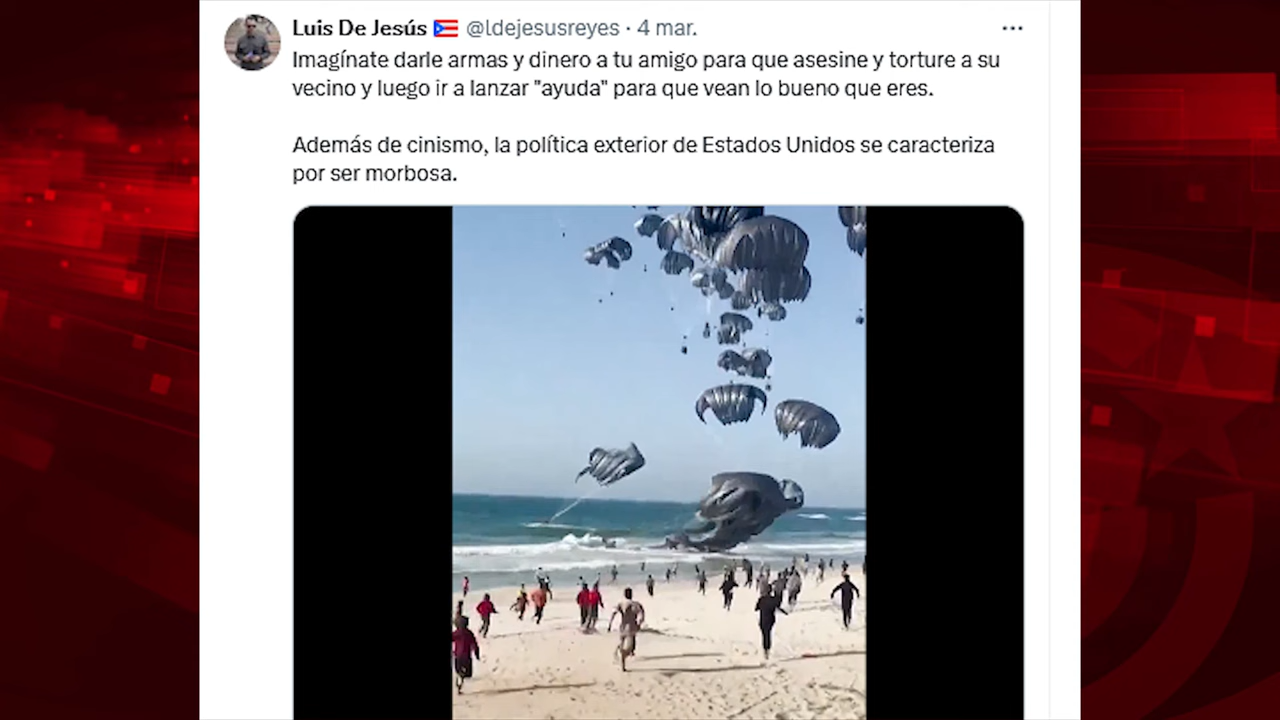 Luis De Jesús 🇵🇷 @ldejesusreyes · 4 mar.
Imagínate darle armas y dinero a tu amigo para que asesine y torture a su
vecino y luego ir a lanzar "ayuda" para que vean lo bueno que eres.
Además de cinismo, la política exterior de Estados Unidos se caracteriza
por ser morbosa.